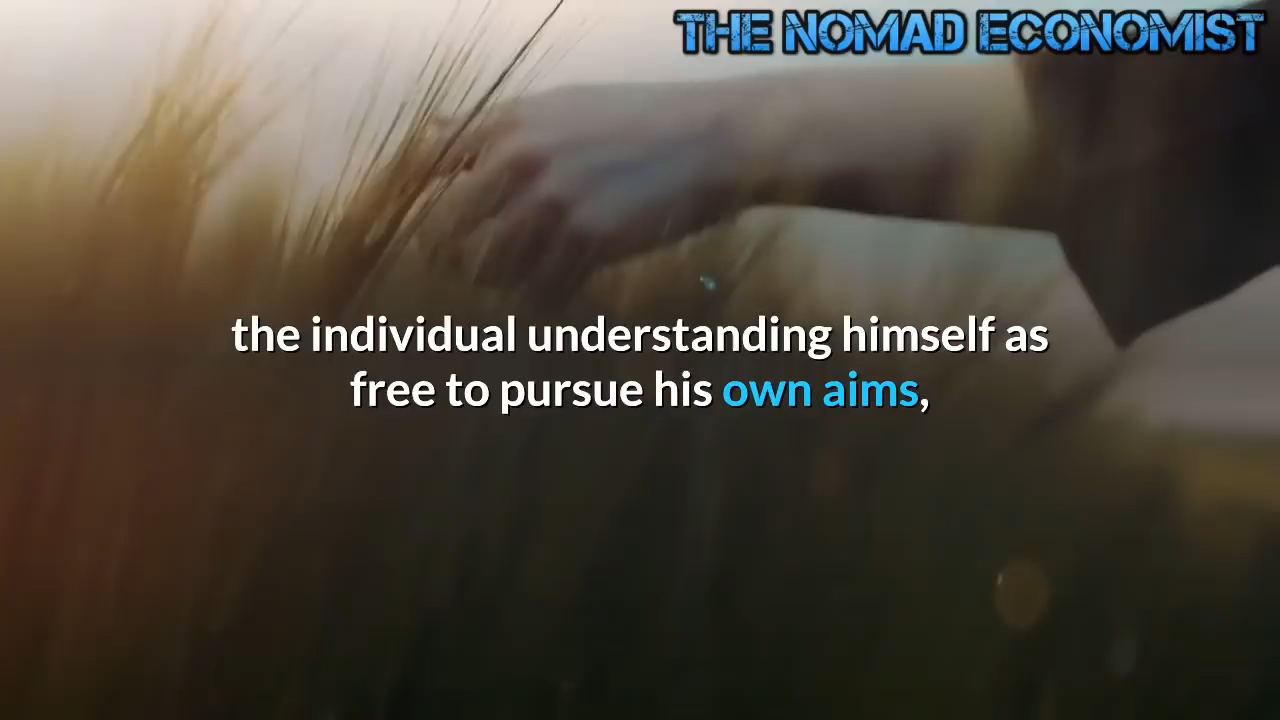 THE NOMAD ECONOMIST
the individual understanding himself as
free to pursue his own aims,